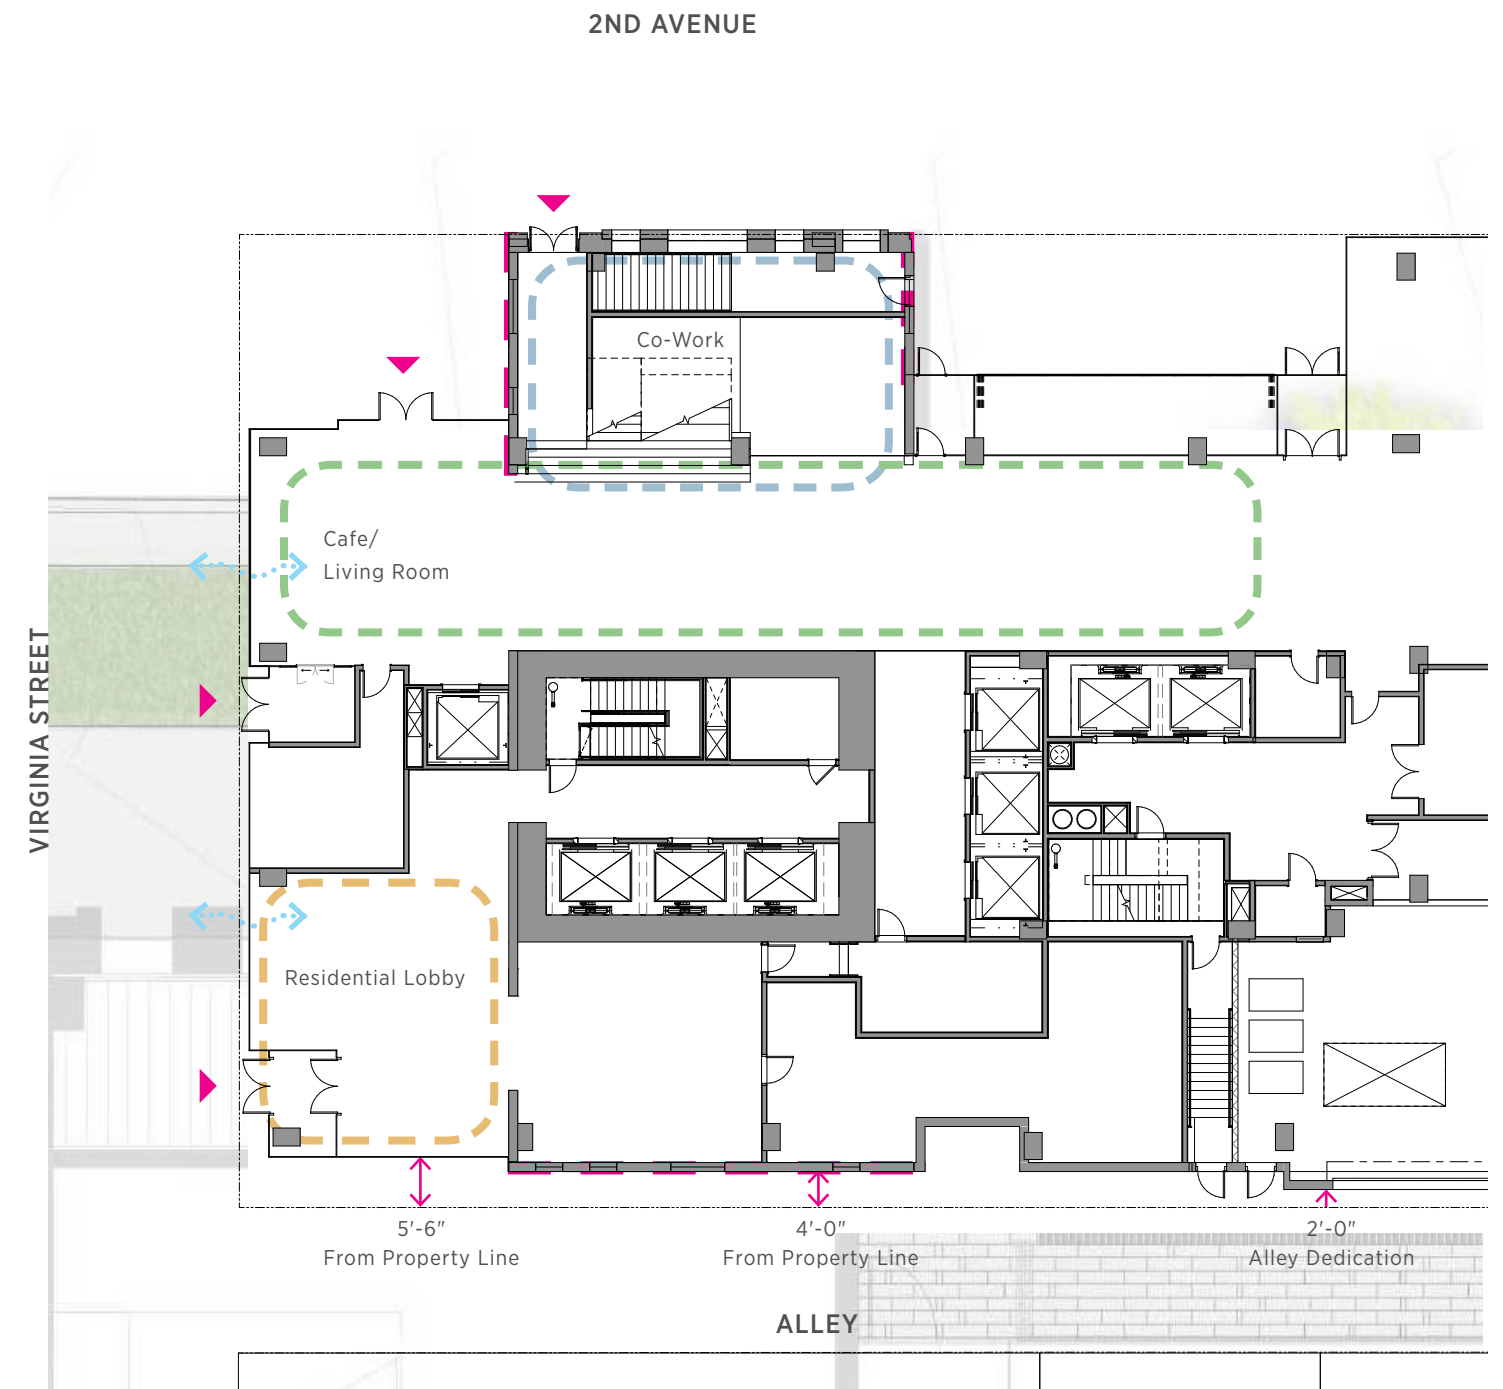 2ND AVENUE
Co-Work
Cafe/
Living Room
VIRGINIA STREET
Residential Lobby
5'-6"
From Property Line
4'-0"
From Property Line
2'-0"
Alley Dedication
ALLEY